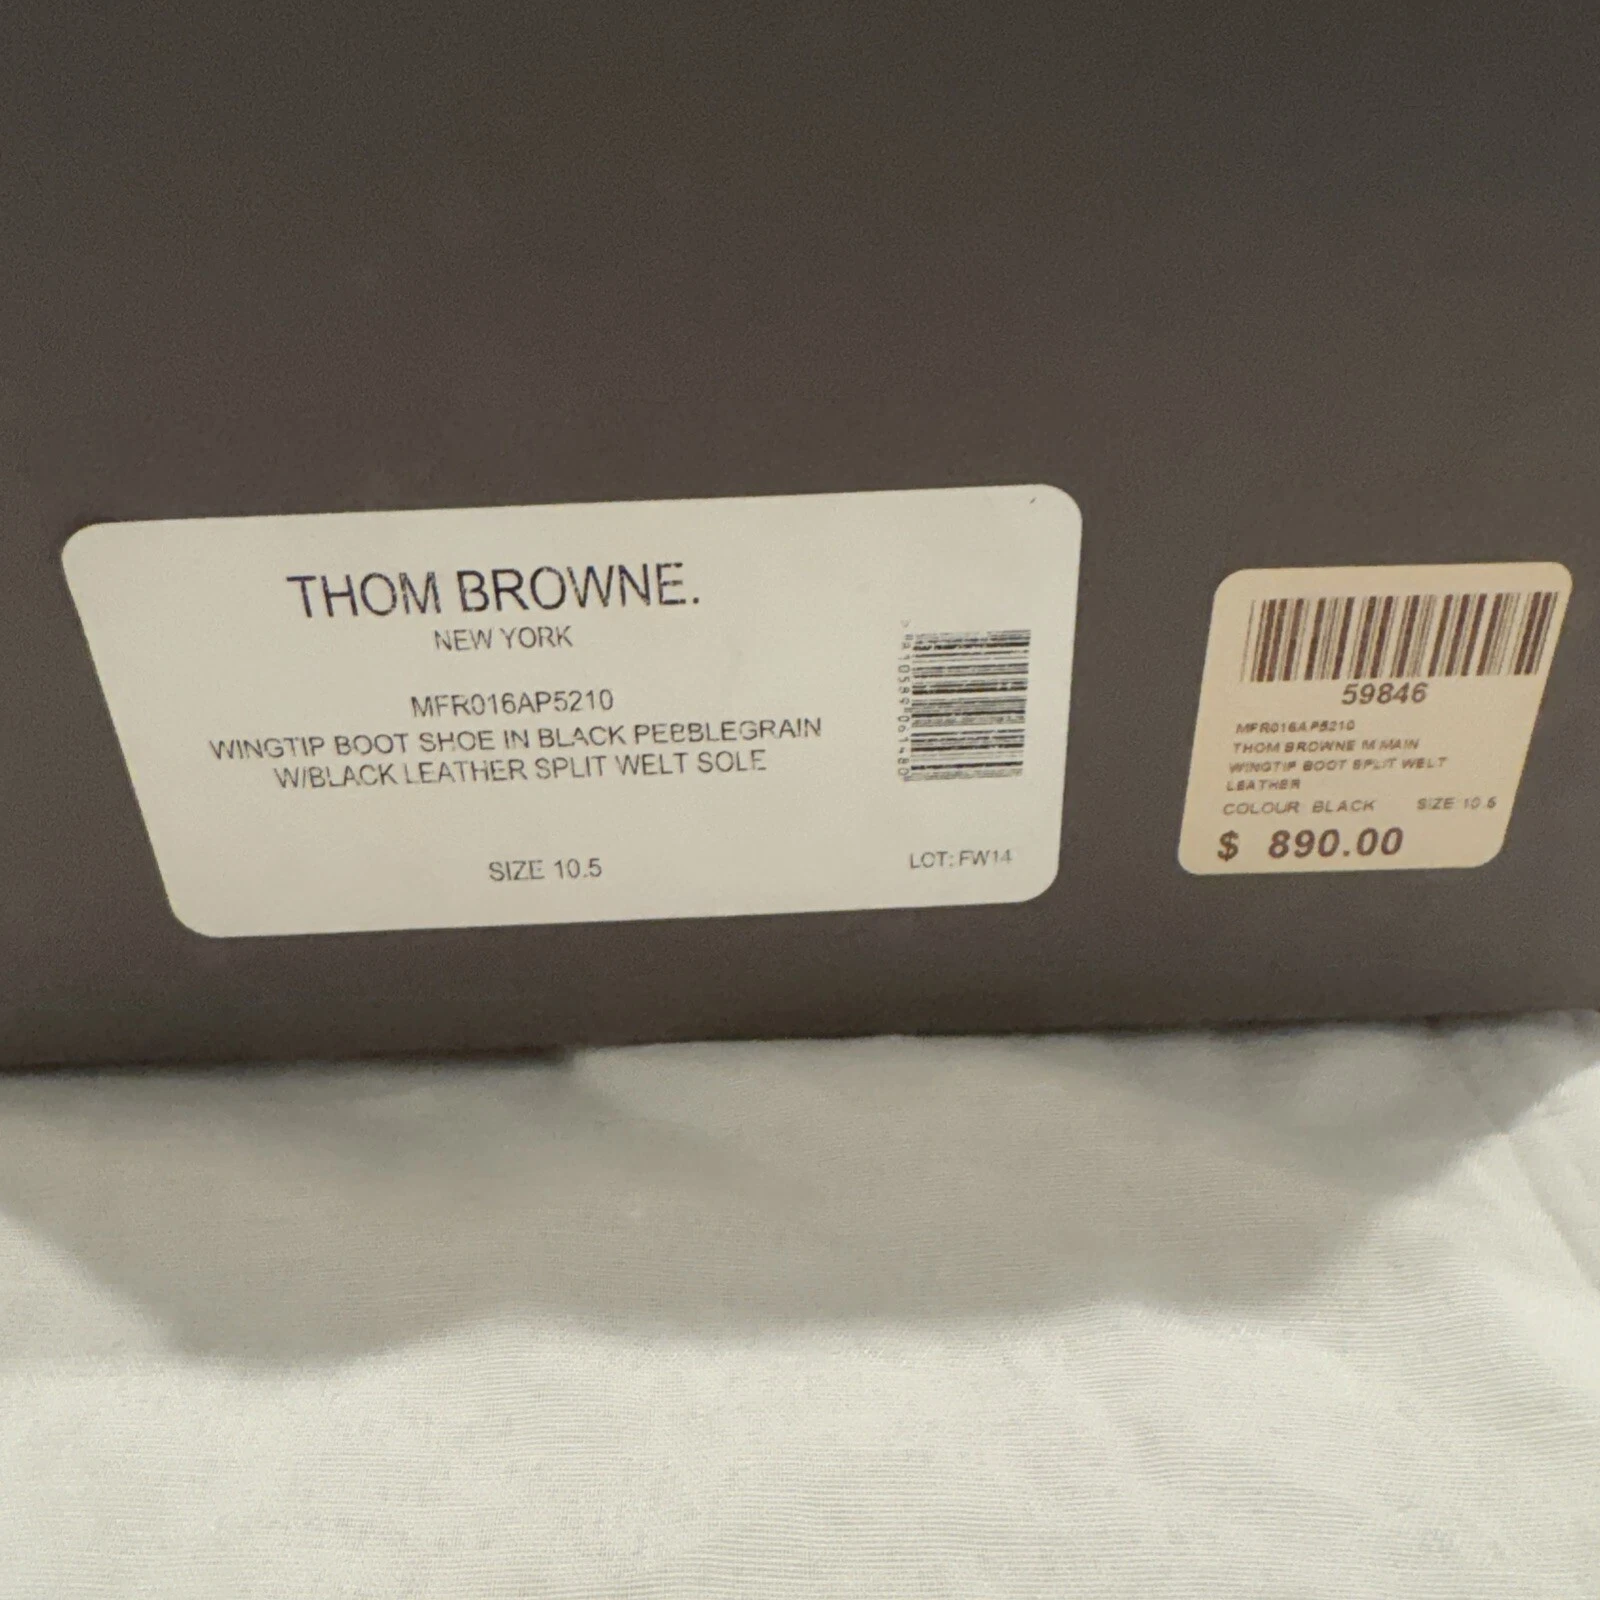 THOM BROWNE.
NEW YORK
MFR016AP5210
WINGTIP BOOT SHOE IN BLACK PEBBLEGRAIN
W/BLACK LEATHER SPLIT WELT SOLE
SIZE 10.5
LOT: FW14
59846
MFR016AP5210
THOM BROWNE M MAIN
WINGTIP BOOT SPLIT WELT
LEATHER
COLOUR BLACK SIZE 10.5
$ 890.00